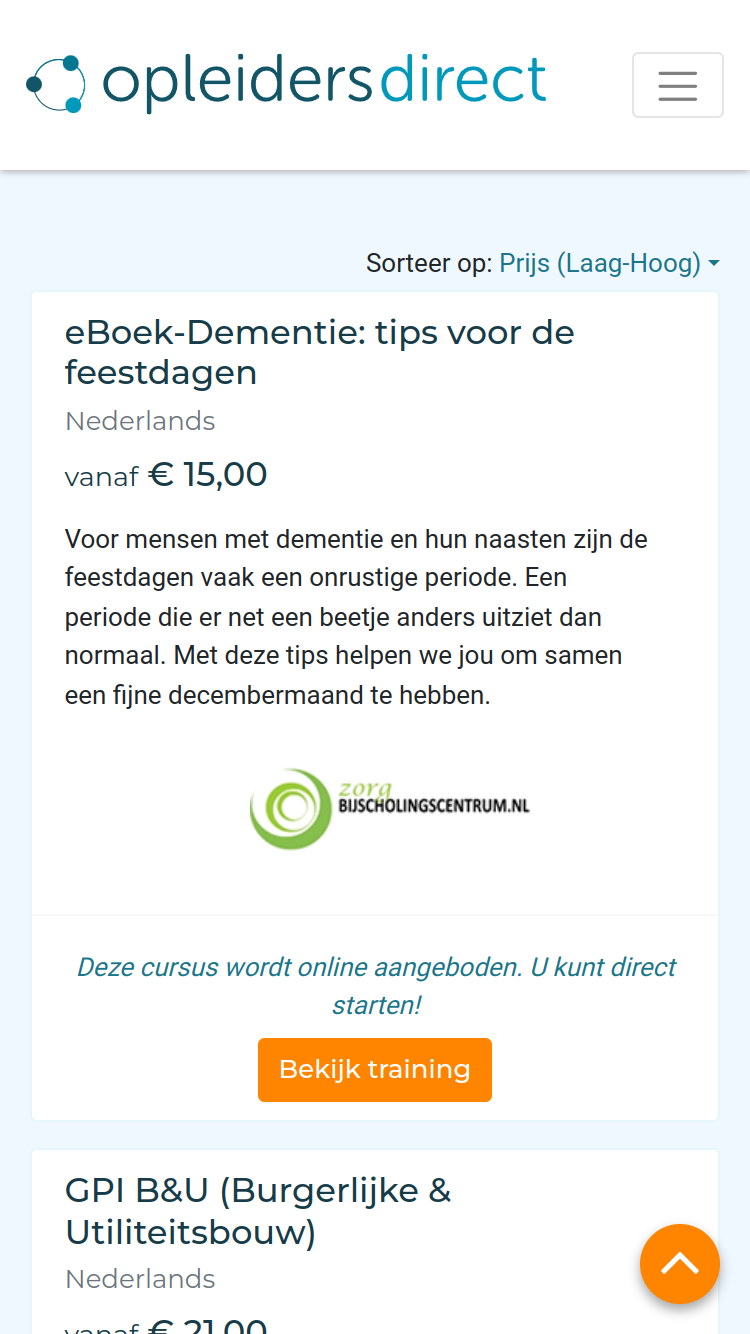 opleidersdirect
Sorteer op: Prijs (Laag-Hoog)
eBoek-Dementie: tips voor de
feestdagen
Nederlands
vanaf € 15,00
Voor mensen met dementie en hun naasten zijn de
feestdagen vaak een onrustige periode. Een
periode die er net een beetje anders uitziet dan
normaal. Met deze tips helpen we jou om samen
een fijne decembermaand te hebben.
zorg
BIJSCHOLINGSCENTRUM.NL
Deze cursus wordt online aangeboden. U kunt direct
starten!
Bekijk training
GPI B&U (Burgerlijke &
Utiliteitsbouw)
Nederlands
vanaf € 21,00